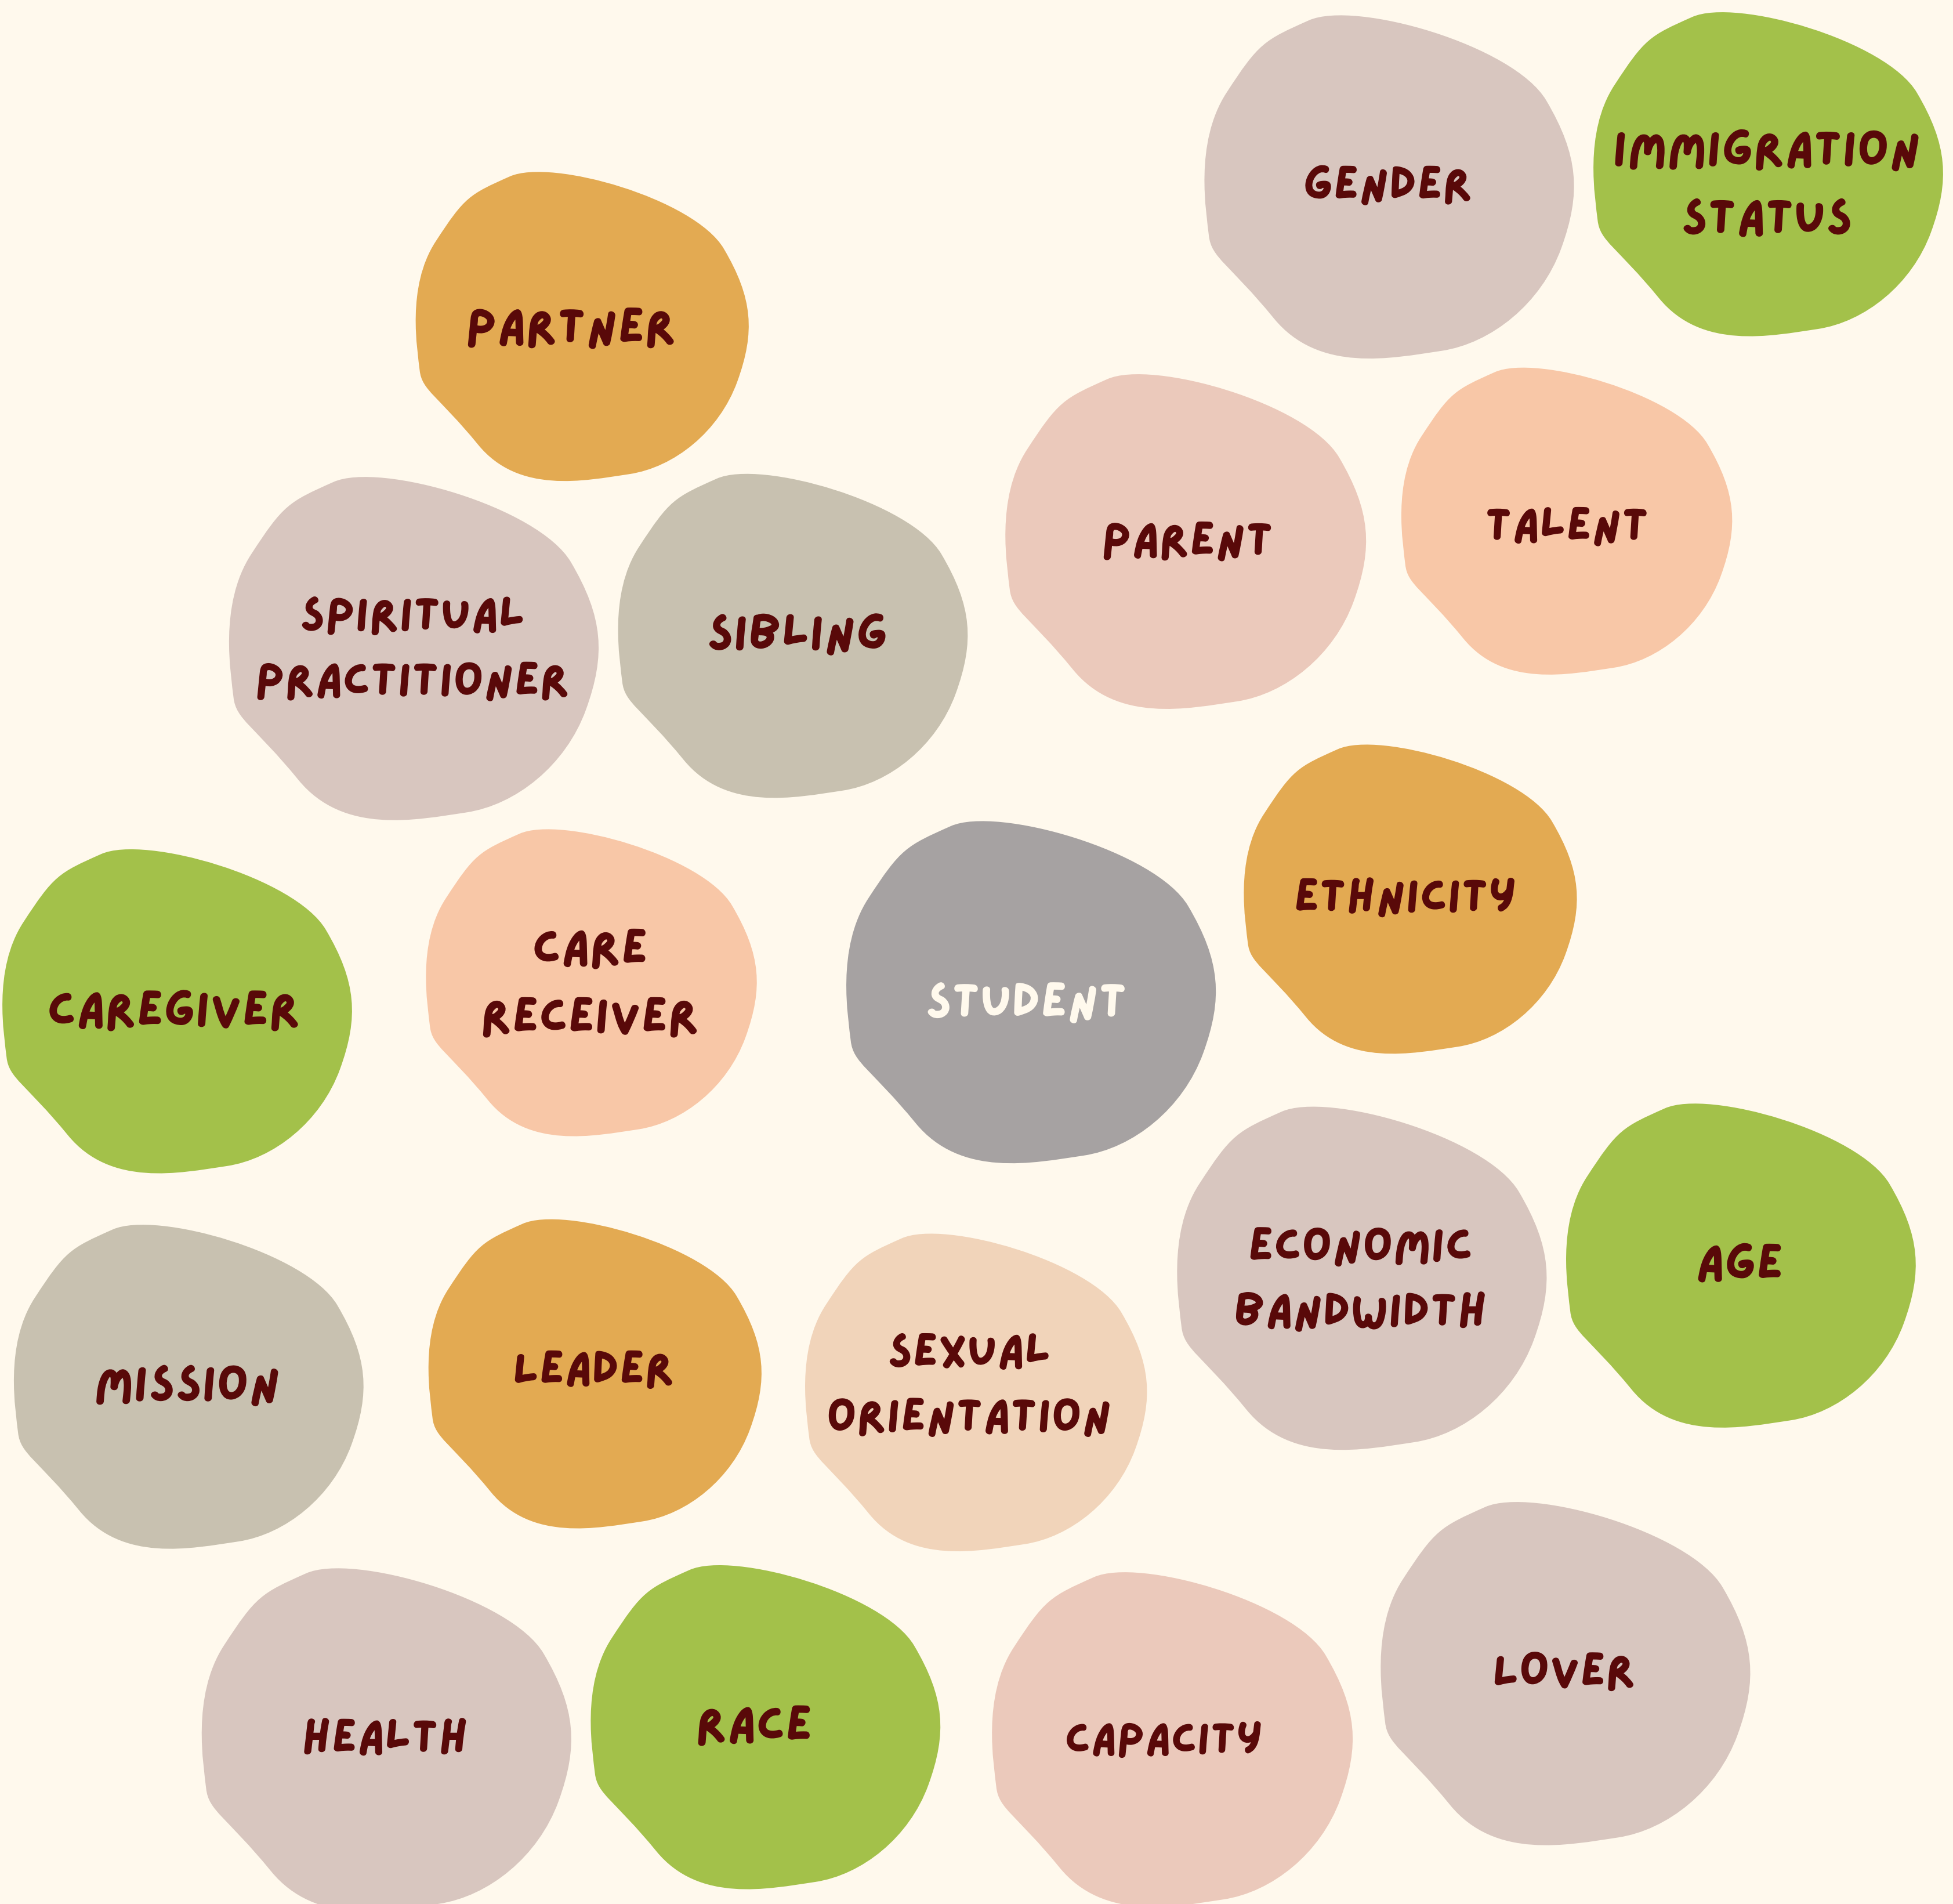 GENDER
IMMIGRATION
STATUS
PARTNER
PARENT
TALENT
SPIRITUAL
PRACTITIONER
SIBLING
ETHNICITY
CAREGIVER
CARE
RECEIVER
STUDENT
ECONOMIC
BANDWIDTH
AGE
MISSION
LEADER
SEXUAL
ORIENTATION
LOVER
HEALTH
RACE
CAPACITY